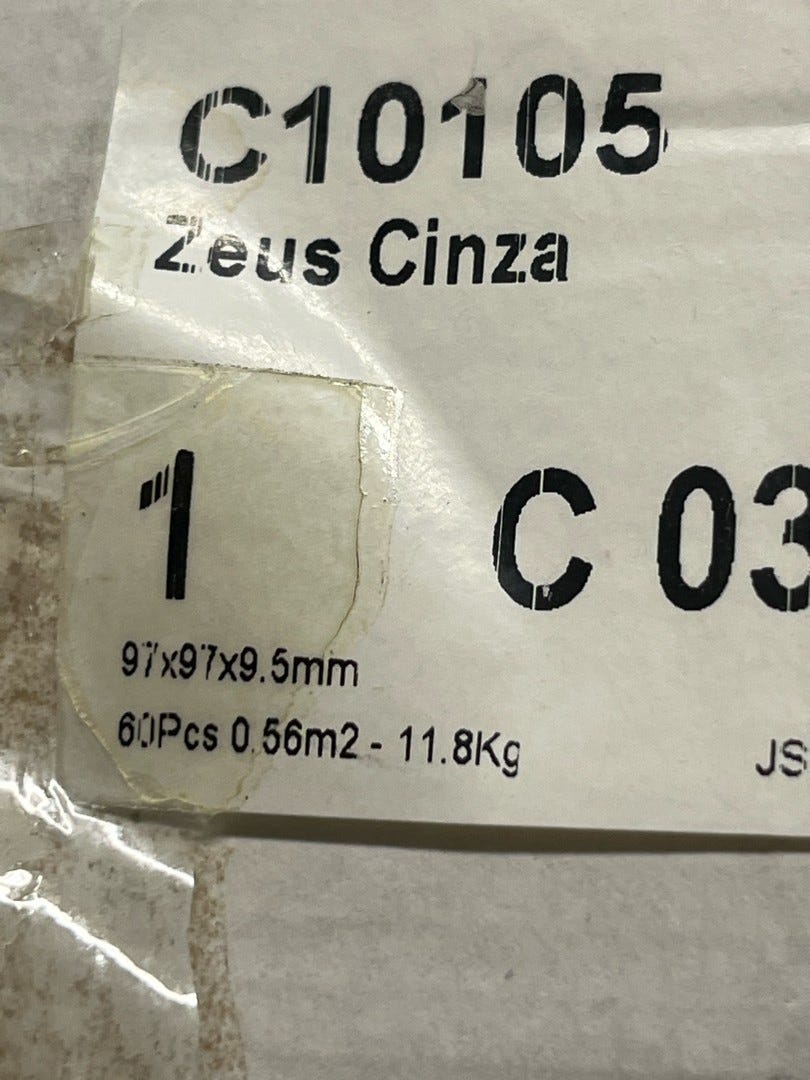 C10105
Zeus Cinza
1 C 03
97x97x9.5mm
60Pcs 0.56m2 - 11.8Kg JS